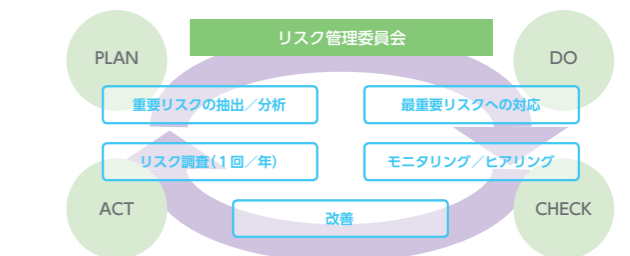 リスク管理委員会
PLAN
DO
重要リスクの抽出／分析
最重要リスクへの対応
リスク調査（1回／年）
モニタリング／ヒアリング
ACT
改善
CHECK